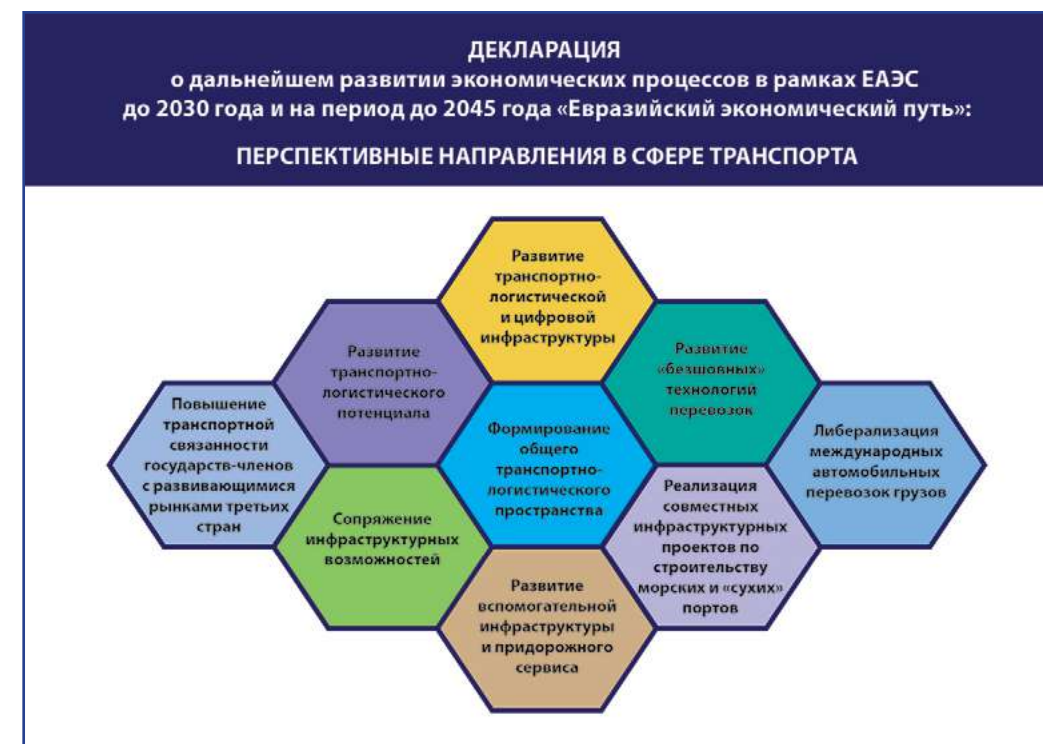 ДЕКЛАРАЦИЯ
о дальнейшем развитии экономических процессов в рамках ЕАЭС
до 2030 года и на период до 2045 года «Евразийский экономический путь»:
ПЕРСПЕКТИВНЫЕ НАПРАВЛЕНИЯ В СФЕРЕ ТРАНСПОРТА
Развитие
транспортно-
логистической
и цифровой
инфраструктуры
Развитие
транспортно-
логистического
потенциала
Развитие
«безшовных»
технологий
перевозок
Повышение
транспортной
связанности
государств-членов
с развивающимися
рынками третьих
стран
Формирование
общего
транспортно-
логистического
пространства
Либерализация
международных
автомобильных
перевозок грузов
Сопряжение
инфраструктурных
возможностей
Реализация
совместных
инфраструктурных
проектов по
строительству
морских и «сухих»
портов
Развитие
вспомогательной
инфраструктуры
и придорожного
сервиса